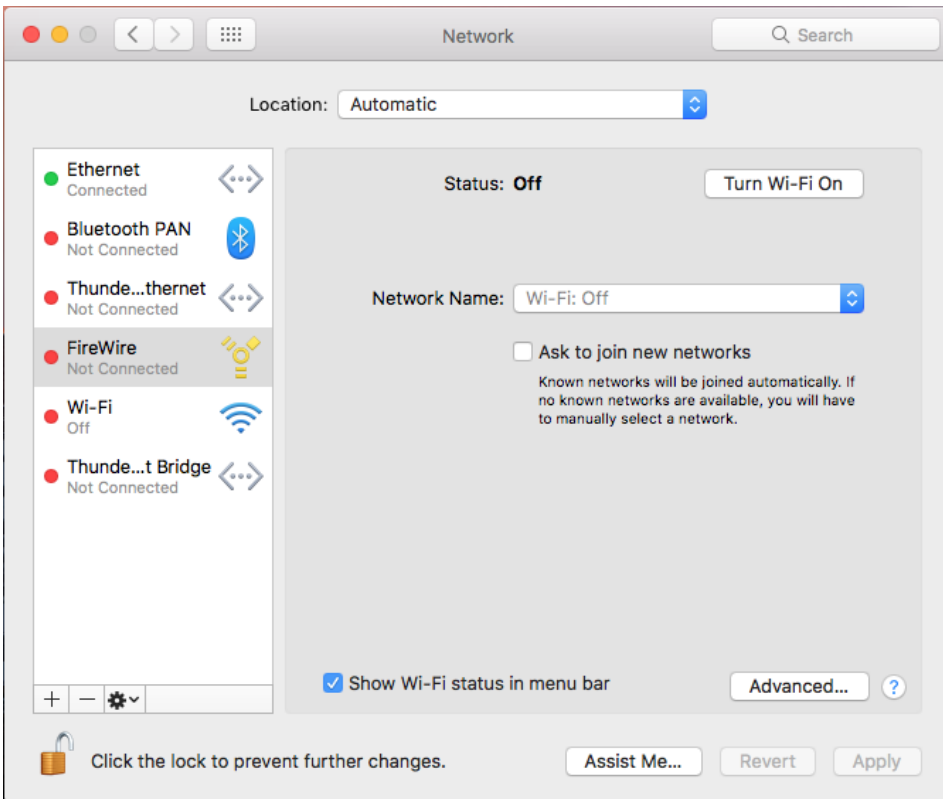 Network
Search
Location: Automatic
Ethernet
Connected
Bluetooth PAN
Not Connected
Thunde...thernet
Not Connected
FireWire
Not Connected
Wi-Fi
Off
Thunde...t Bridge
Not Connected
Status: Off
Turn Wi-Fi On
Network Name: Wi-Fi: Off
Ask to join new networks
Known networks will be joined automatically. If
no known networks are available, you will have
to manually select a network.
Show Wi-Fi status in menu bar
Advanced...
?
Click the lock to prevent further changes.
Assist Me...
Revert
Apply